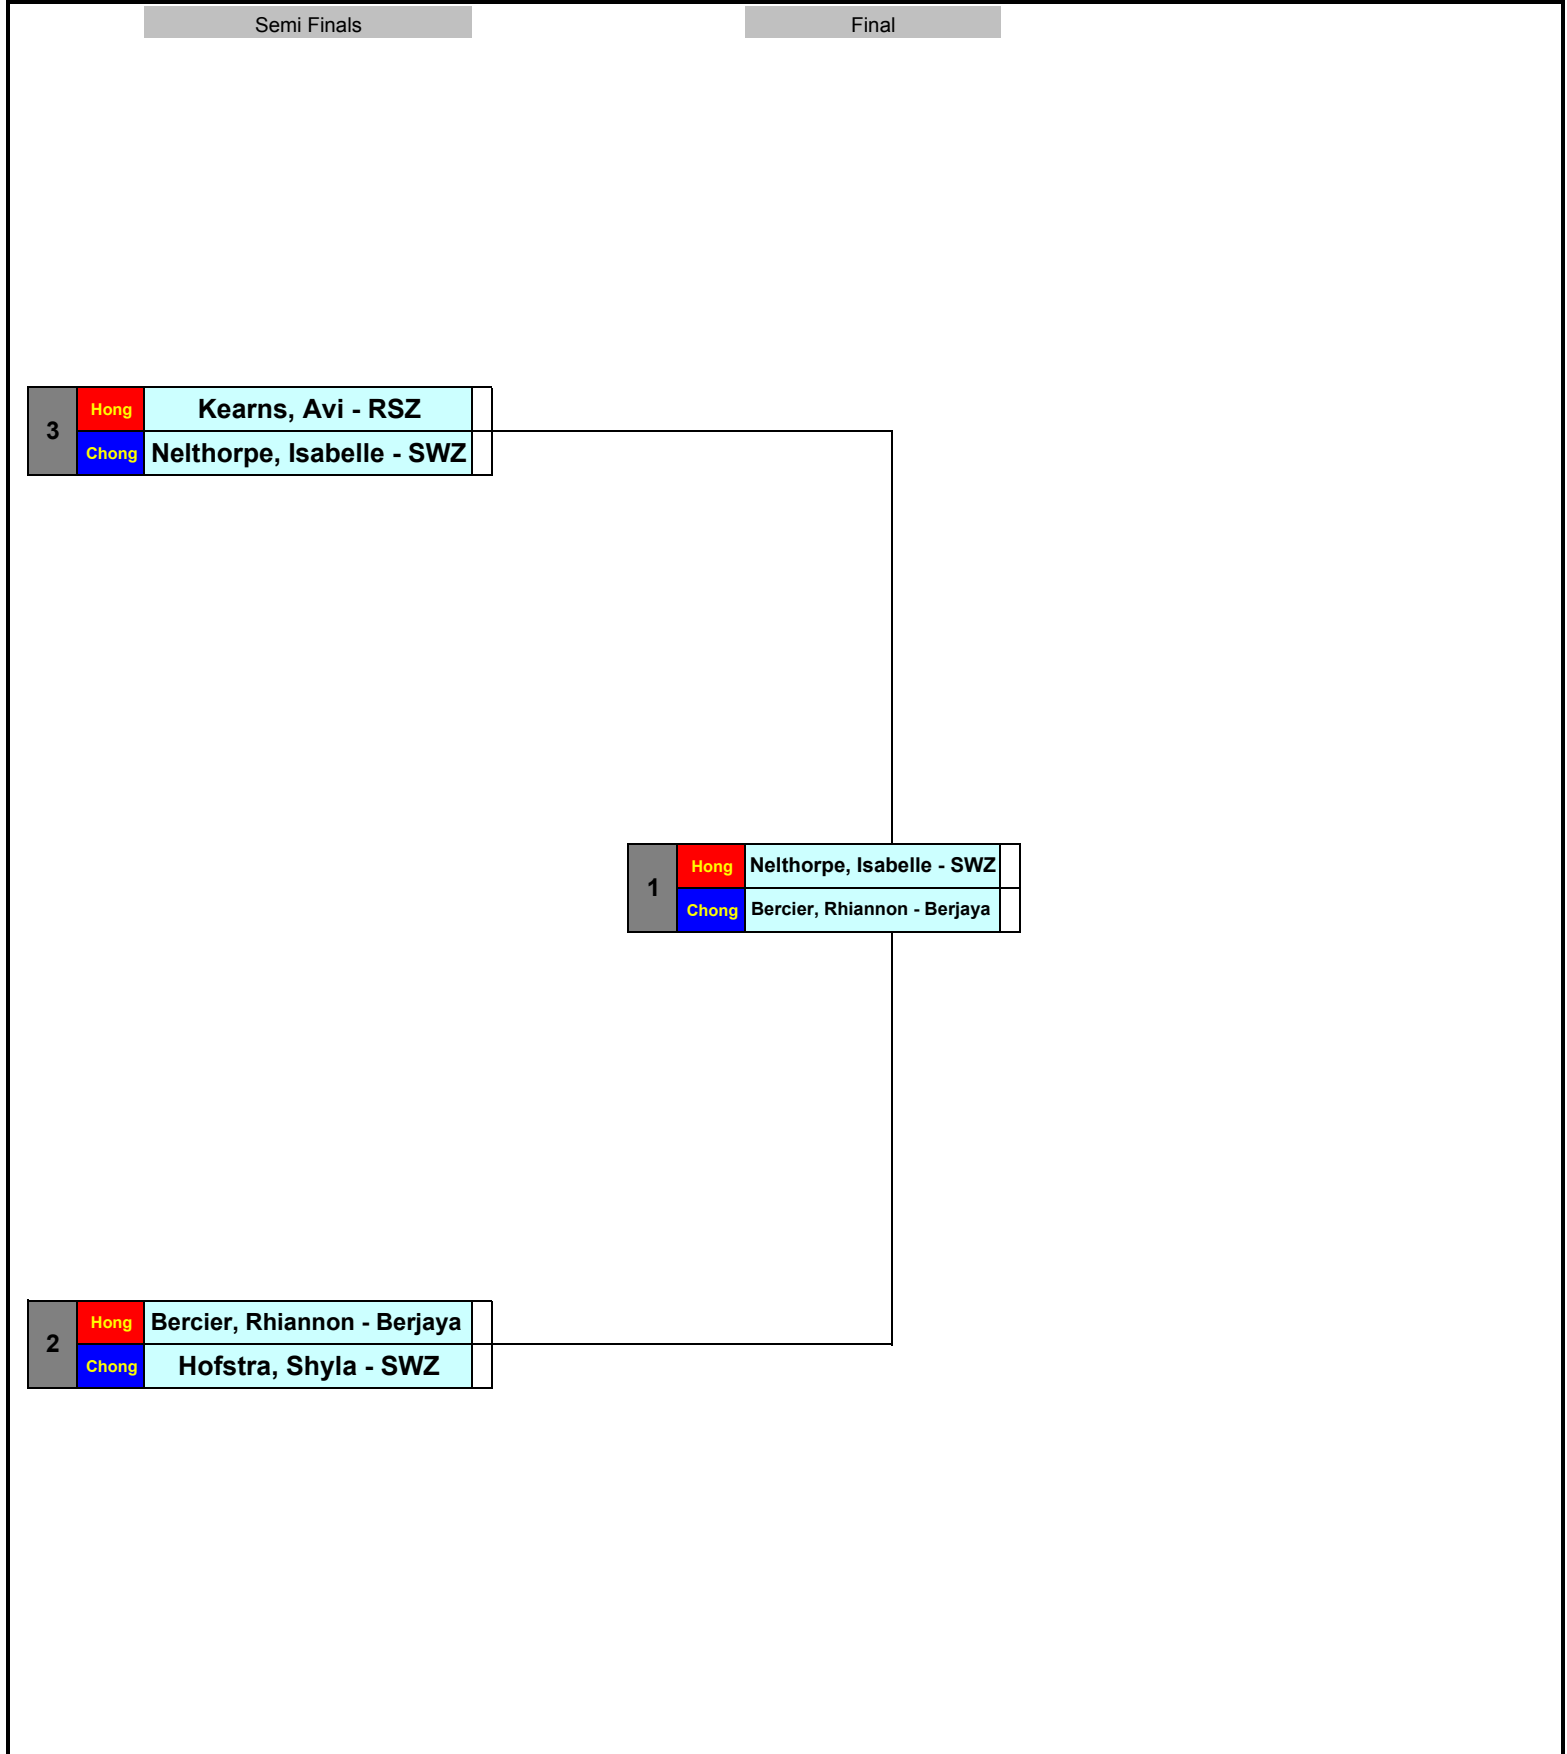 Semi Finals
Final
3
Hong
Kearns, Avi - RSZ
Chong
Nelthorpe, Isabelle - SWZ
1
Hong
Nelthorpe, Isabelle - SWZ
Chong
Bercier, Rhiannon - Berjaya
2
Hong
Bercier, Rhiannon - Berjaya
Chong
Hofstra, Shyla - SWZ